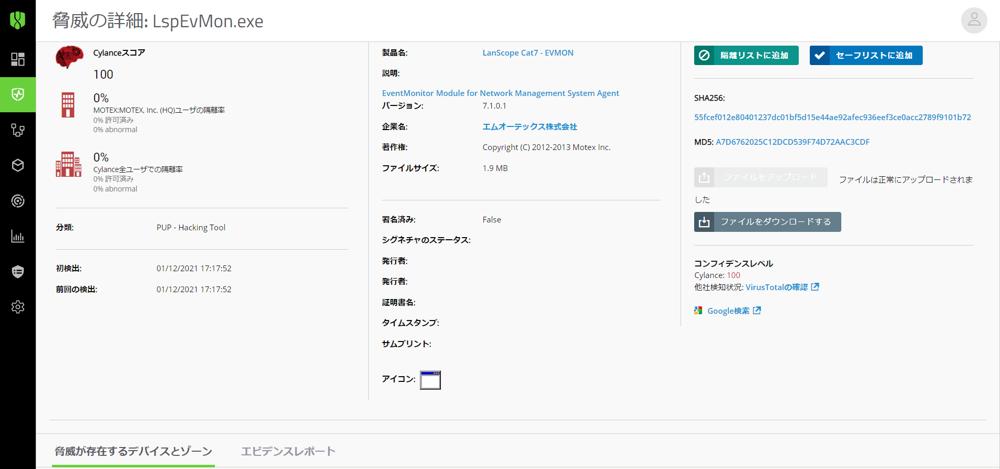 脅威の詳細: LspEvMon.exe
Cylanceスコア
100
0%
MOTEX:MOTEX, Inc. (HQ)ユーザの隔離率
0% 許可済み
0% abnormal
0%
Cylance全ユーザでの隔離率
0% 許可済み
0% abnormal
分類: PUP - Hacking Tool
初検出: 01/12/2021 17:17:52
前回の検出: 01/12/2021 17:17:52
製品名: LanScope Cat7 - EVMON
説明:
EventMonitor Module for Network Management System Agent
バージョン: 7.1.0.1
企業名: エムオーテックス株式会社
著作権: Copyright (C) 2012-2013 Motex Inc.
ファイルサイズ: 1.9 MB
署名済み: False
シグネチャのステータス:
発行者:
発行者:
証明書名:
タイムスタンプ:
サムプリント:
アイコン:
隔離リストに追加 セーフリストに追加
SHA256:
55fcef012e80401237dc01bf5d15e44ae92afec936eef3ce0acc2789f9101b72
MD5: A7D6762025C12DCD539F74D72AAC3CDF
ファイルをアップロード ファイルは正常にアップロードされま
した
ファイルをダウンロードする
コンフィデンスレベル
Cylance: 100
他社検知状況: VirusTotalの確認
Google検索
脅威が存在するデバイスとゾーン エビデンスレポート